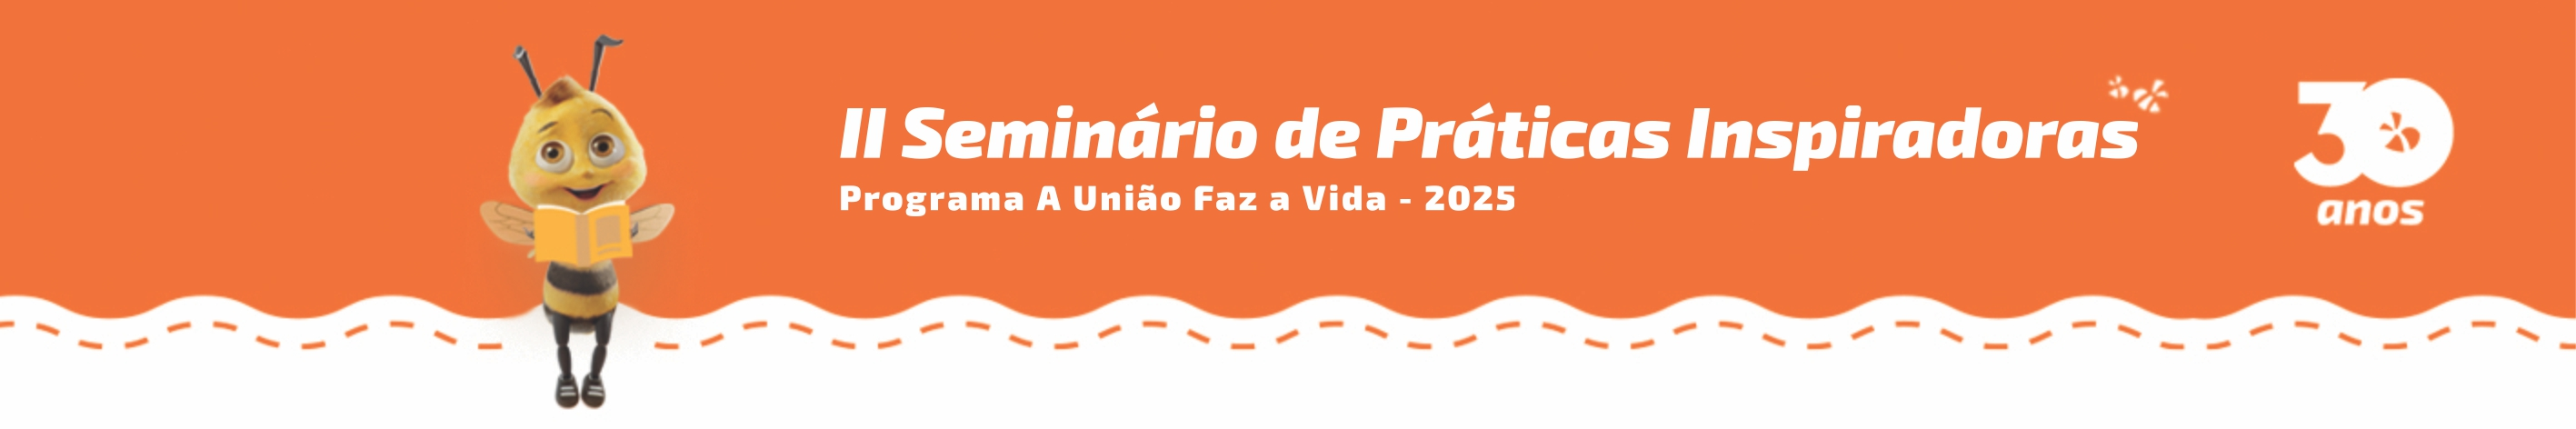 II Seminário de Práticas Inspiradoras
Programa A União Faz a Vida - 2025
30
anos